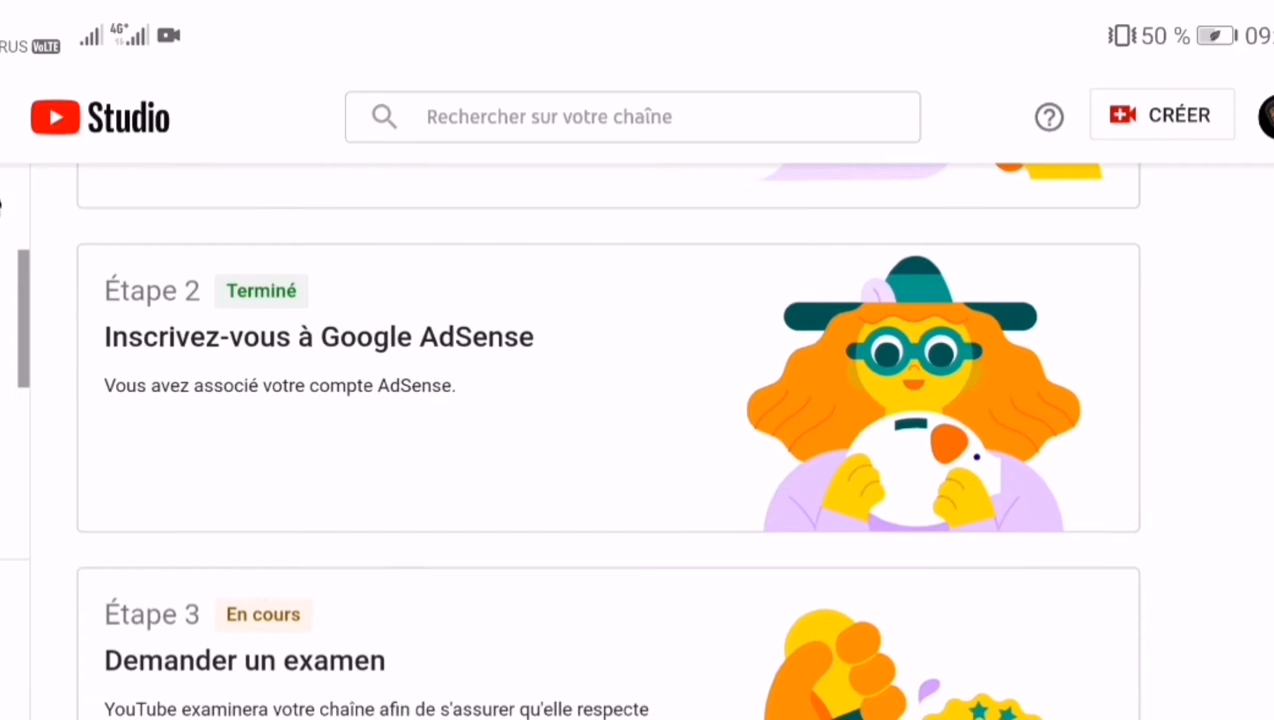 RUS VoLTE 4G+ 50 % 09:
Studio
Rechercher sur votre chaîne
CRÉER
Étape 2 Terminé
Inscrivez-vous à Google AdSense
Vous avez associé votre compte AdSense.
Étape 3 En cours
Demander un examen
YouTube examinera votre chaîne afin de s'assurer qu'elle respecte